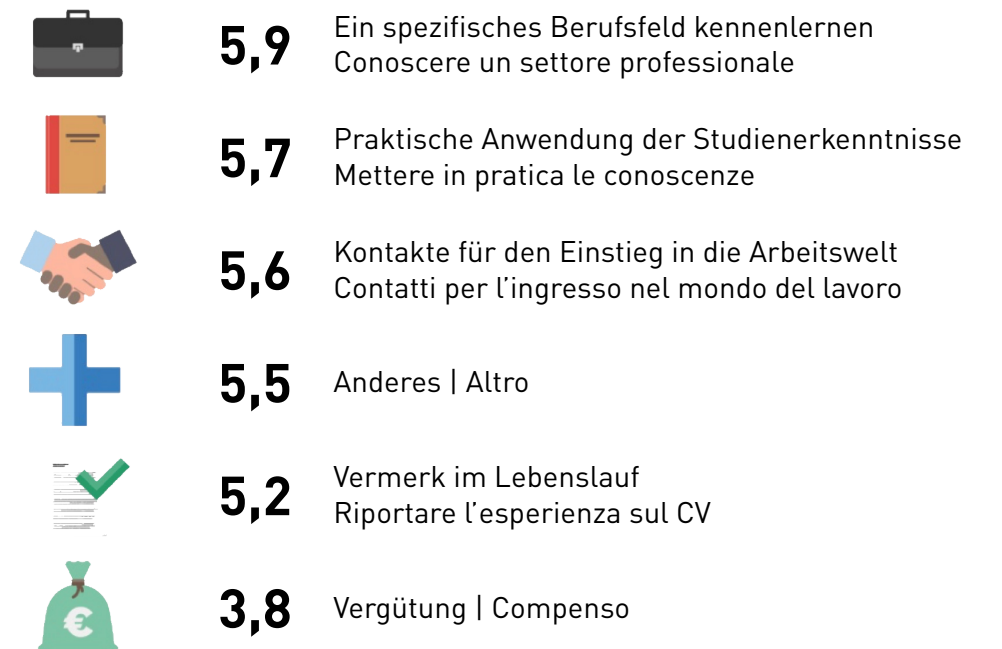 5,9
Ein spezifisches Berufsfeld kennenlernen
Conoscere un settore professionale
5,7
Praktische Anwendung der Studienerkenntnisse
Mettere in pratica le conoscenze
5,6
Kontakte für den Einstieg in die Arbeitswelt
Contatti per l’ingresso nel mondo del lavoro
5,5
Anderes | Altro
5,2
Vermerk im Lebenslauf
Riportare l’esperienza sul CV
€
3,8
Vergütung | Compenso